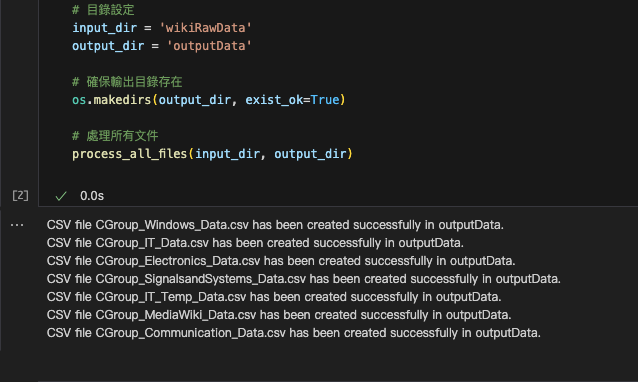 # 目錄設定
input_dir = 'wikiRawData'
output_dir = 'outputData'
# 確保輸出目錄存在
os.makedirs(output_dir, exist_ok=True)
# 處理所有文件
process_all_files(input_dir, output_dir)
[2] ✓ 0.0s
... CSV file CGroup_Windows_Data.csv has been created successfully in outputData.
CSV file CGroup_IT_Data.csv has been created successfully in outputData.
CSV file CGroup_Electronics_Data.csv has been created successfully in outputData.
CSV file CGroup_SignalsandSystems_Data.csv has been created successfully in outputData.
CSV file CGroup_IT_Temp_Data.csv has been created successfully in outputData.
CSV file CGroup_MediaWiki_Data.csv has been created successfully in outputData.
CSV file CGroup_Communication_Data.csv has been created successfully in outputData.